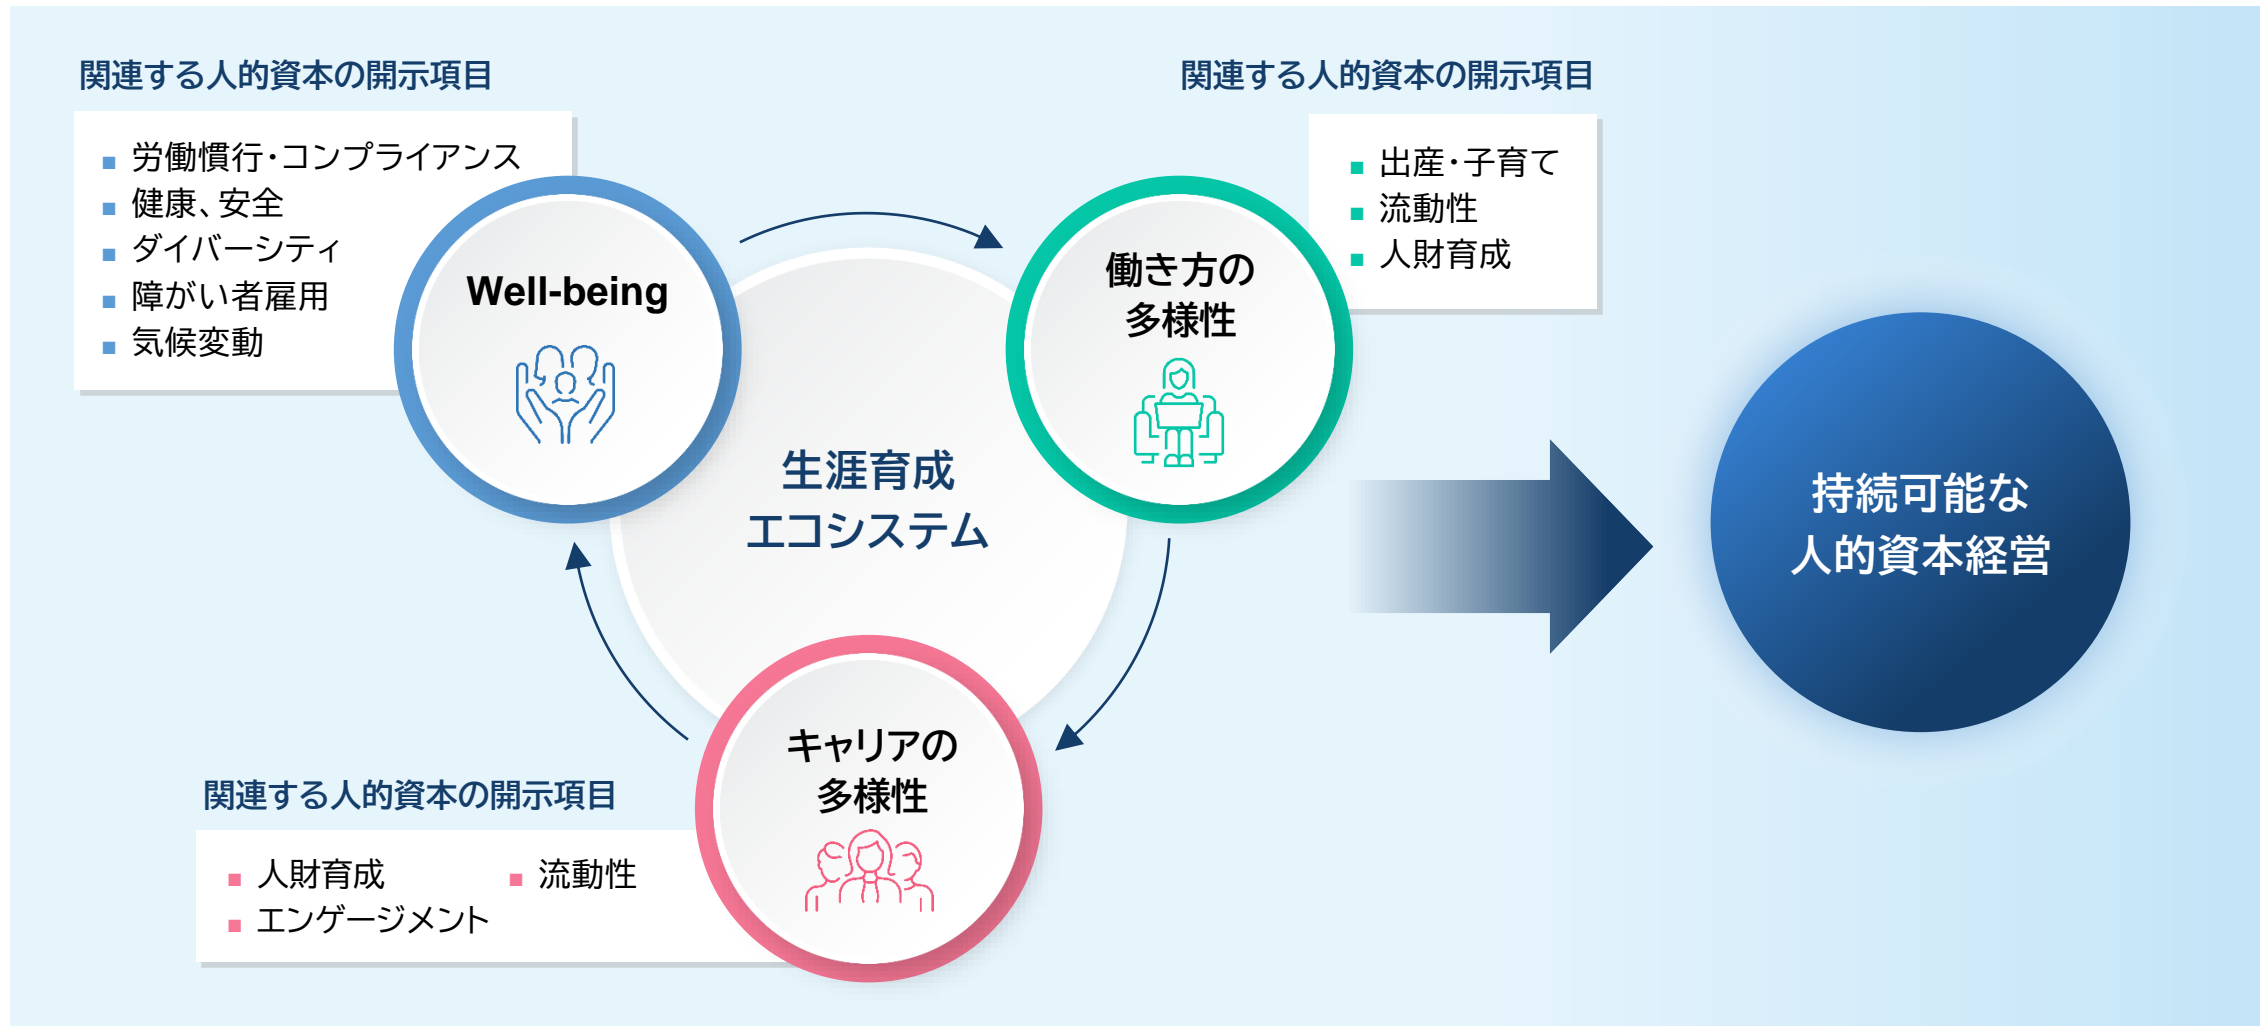 関連する人的資本の開示項目
労働慣行・コンプライアンス
健康、安全
ダイバーシティ
障がい者雇用
気候変動
Well-being
関連する人的資本の開示項目
出産・子育て
流動性
人財育成
働き方の
多様性
生涯育成
エコシステム
持続可能な
人的資本経営
キャリアの
多様性
関連する人的資本の開示項目
人財育成
流動性
エンゲージメント